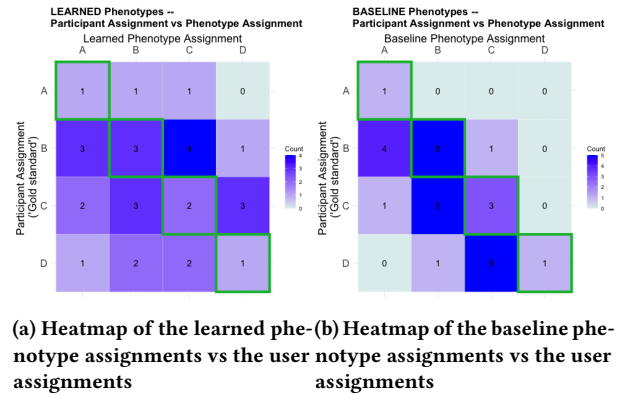 LEARNED Phenotypes --
Participant Assignment vs Phenotype Assignment
Learned Phenotype Assignment
A B C D
Participant Assignment
('Gold standard')
A 1 1 1 0
B 3 3 4 1
C 2 3 2 3
D 1 2 2 1
Count
4
3
2
1
0
BASELINE Phenotypes --
Participant Assignment vs Phenotype Assignment
Baseline Phenotype Assignment
A B C D
Participant Assignment
('Gold standard')
A 1 0 0 0
B 4 5 1 0
C 1 5 3 0
D 0 1 5 1
Count
5
4
3
2
1
0
(a) Heatmap of the learned phe-
notype assignments vs the user
assignments
(b) Heatmap of the baseline phe-
notype assignments vs the user
assignments